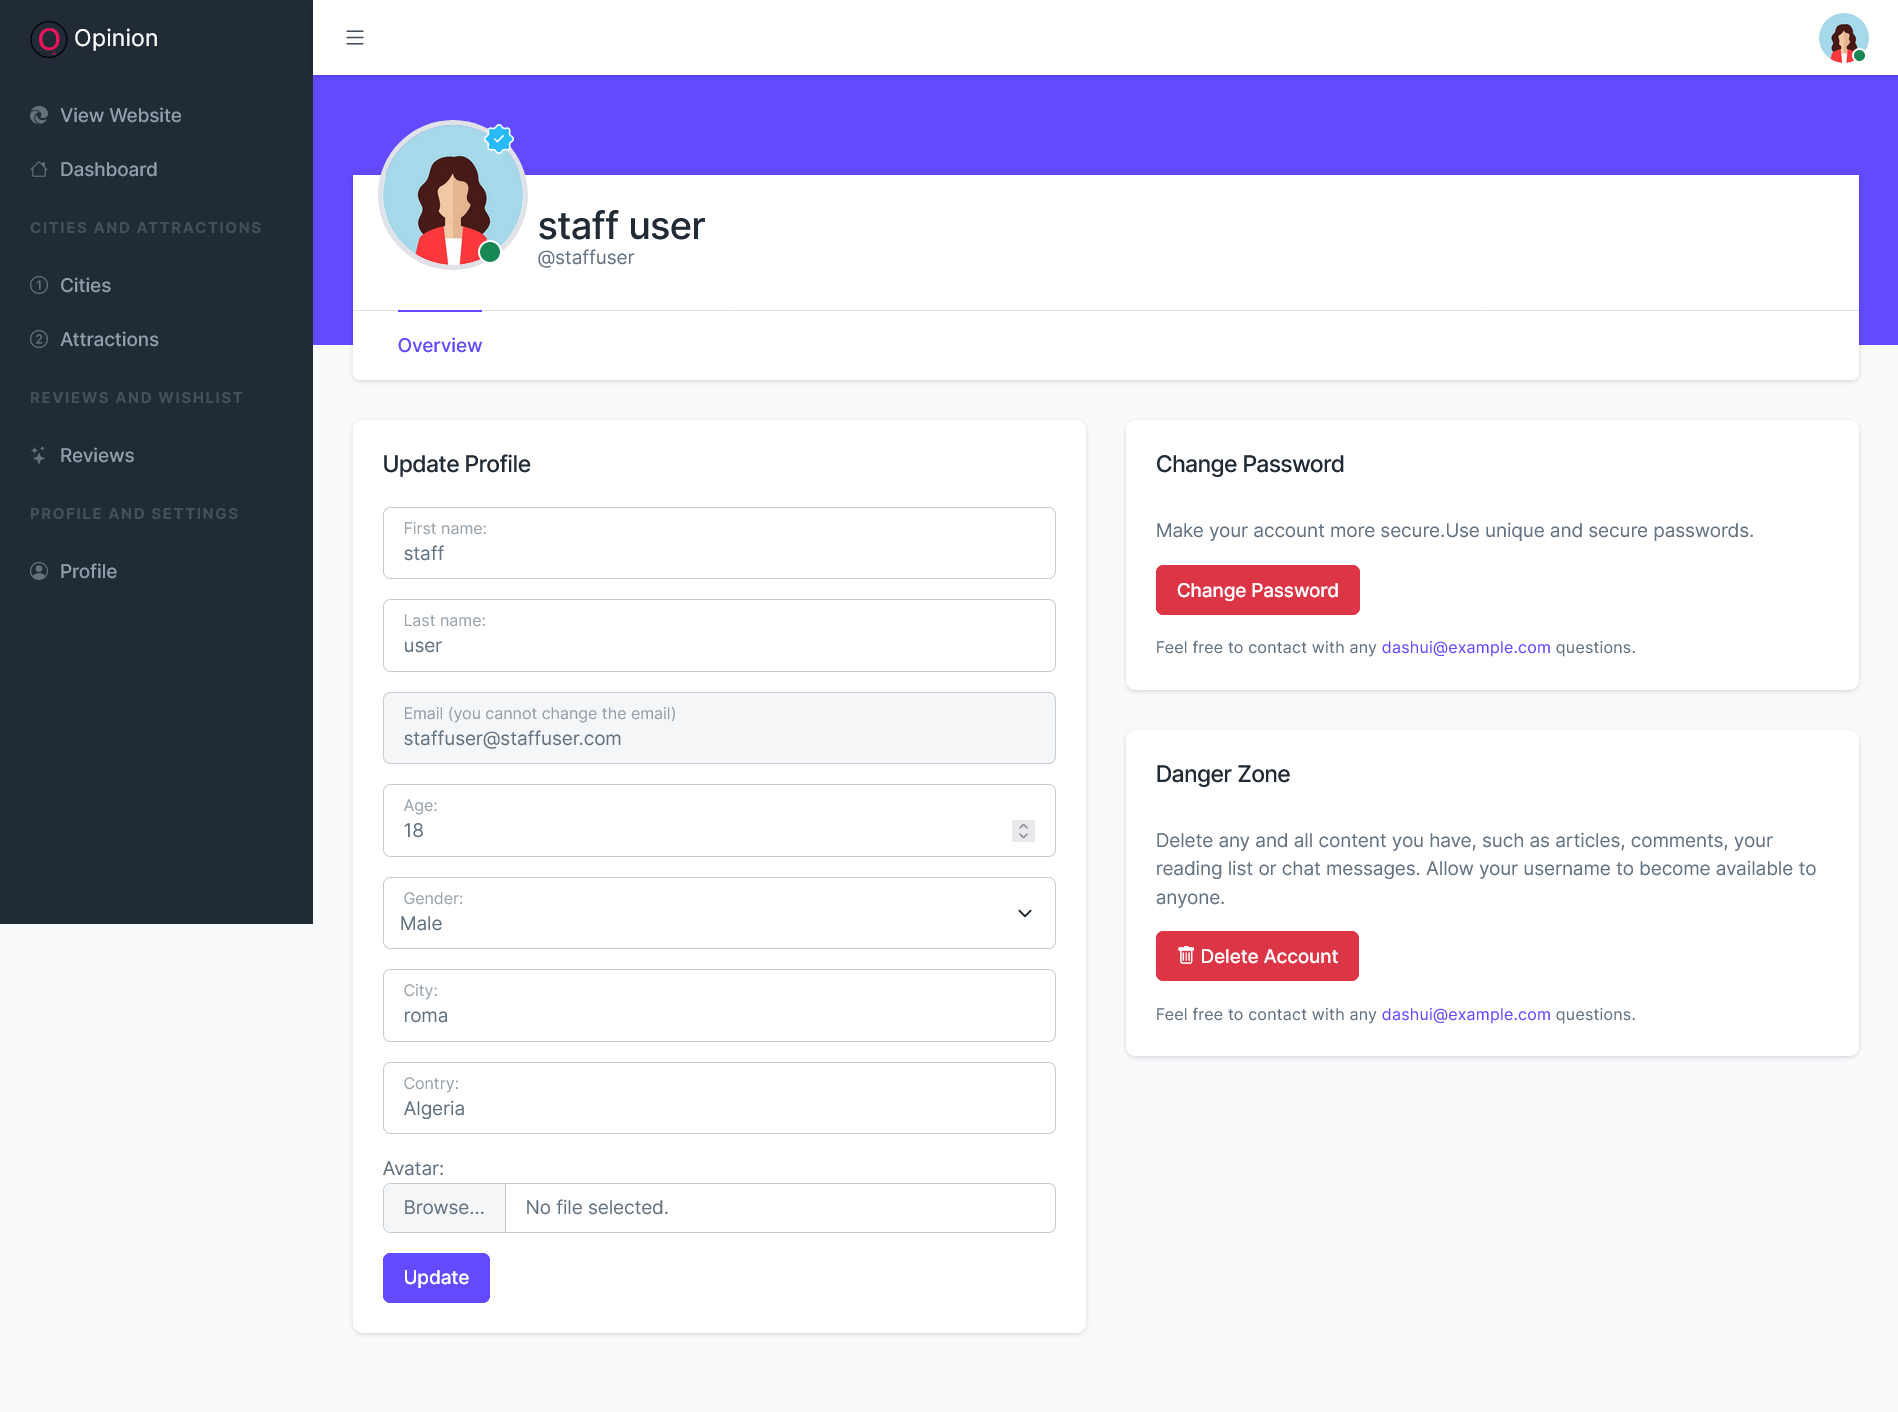 Opinion
View Website
Dashboard
CITIES AND ATTRACTIONS
1 Cities
2 Attractions
REVIEWS AND WISHLIST
Reviews
PROFILE AND SETTINGS
Profile
staff user
@staffuser
Overview
Update Profile
First name:
staff
Last name:
user
Email (you cannot change the email)
staffuser@staffuser.com
Age:
18
Gender:
Male
City:
roma
Contry:
Algeria
Avatar:
Browse... No file selected.
Update
Change Password
Make your account more secure.Use unique and secure passwords.
Change Password
Feel free to contact with any dashui@example.com questions.
Danger Zone
Delete any and all content you have, such as articles, comments, your
reading list or chat messages. Allow your username to become available to
anyone.
Delete Account
Feel free to contact with any dashui@example.com questions.